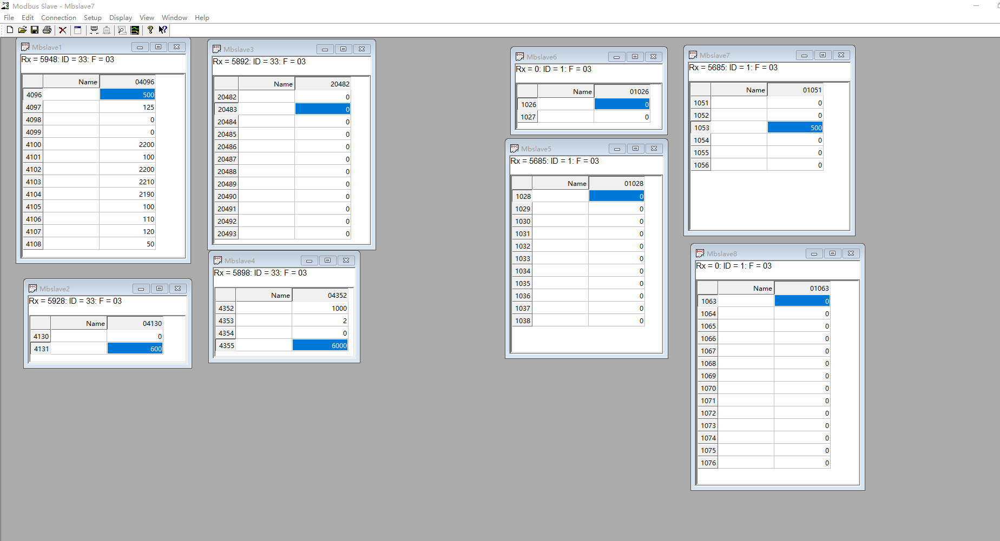 Modbus Slave - Mbslave7
File Edit Connection Setup Display View Window Help
Mbslave1
Rx = 5948: ID = 33: F = 03
Name 04096
4096 500
4097 125
4098 0
4099 0
4100 2200
4101 100
4102 2200
4103 2210
4104 2190
4105 100
4106 110
4107 120
4108 50
Mbslave2
Rx = 5928: ID = 33: F = 03
Name 04130
4130 0
4131 600
Mbslave3
Rx = 5892: ID = 33: F = 03
Name 20482
20482 0
20483 0
20484 0
20485 0
20486 0
20487 0
20488 0
20489 0
20490 0
20491 0
20492 0
20493 0
Mbslave4
Rx = 5898: ID = 33: F = 03
Name 04352
4352 1000
4353 2
4354 0
4355 6000
Mbslave6
Rx = 0: ID = 1: F = 03
Name 01026
1026 0
1027 0
Mbslave5
Rx = 5685: ID = 1: F = 03
Name 01028
1028 0
1029 0
1030 0
1031 0
1032 0
1033 0
1034 0
1035 0
1036 0
1037 0
1038 0
Mbslave7
Rx = 5685: ID = 1: F = 03
Name 01051
1051 0
1052 0
1053 500
1054 0
1055 0
1056 0
Mbslave8
Rx = 0: ID = 1: F = 03
Name 01063
1063 0
1064 0
1065 0
1066 0
1067 0
1068 0
1069 0
1070 0
1071 0
1072 0
1073 0
1074 0
1075 0
1076 0